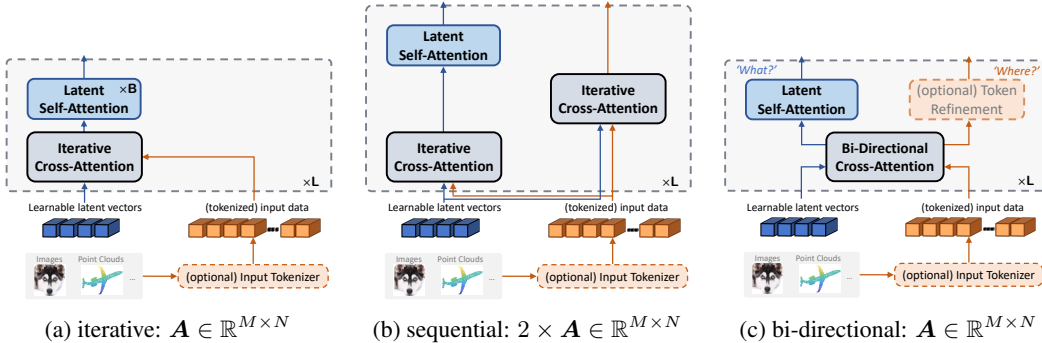 Latent
Self-Attention
×B
Iterative
Cross-Attention
×L
Learnable latent vectors
(tokenized) input data
Images
Point Clouds
...
(optional) Input Tokenizer
(a) iterative: A ∈ ℝ^{M×N}
Latent
Self-Attention
Iterative
Cross-Attention
Iterative
Cross-Attention
×L
Learnable latent vectors
(tokenized) input data
Images
Point Clouds
...
(optional) Input Tokenizer
(b) sequential: 2 × A ∈ ℝ^{M×N}
'What?'
'Where?'
Latent
Self-Attention
(optional) Token
Refinement
Bi-Directional
Cross-Attention
×L
Learnable latent vectors
(tokenized) input data
Images
Point Clouds
...
(optional) Input Tokenizer
(c) bi-directional: A ∈ ℝ^{M×N}